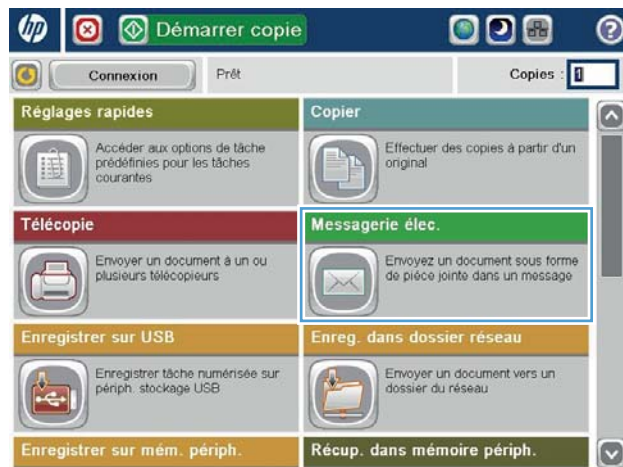 hp
Démarrer copie
?
Connexion
Prêt
Copies : 1
Réglages rapides
Accéder aux options de tâche
prédéfinies pour les tâches
courantes
Copier
Effectuer des copies à partir d'un
original
Télécopie
Envoyer un document à un ou
plusieurs télécopieurs
Messagerie élec.
Envoyez un document sous forme
de pièce jointe dans un message
Enregistrer sur USB
Enregistrer tâche numérisée sur
périph. stockage USB
Enreg. dans dossier réseau
Envoyer un document vers un
dossier du réseau
Enregistrer sur mém. périph.
Récup. dans mémoire périph.